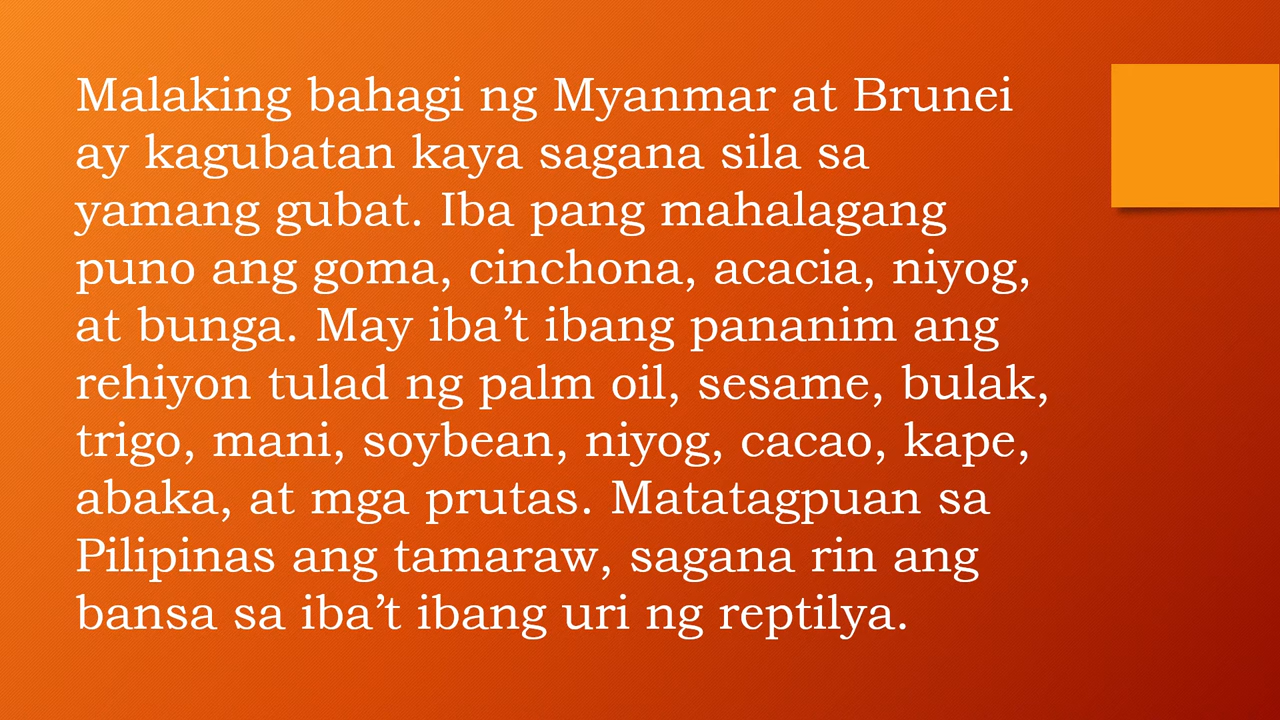 Malaking bahagi ng Myanmar at Brunei
ay kagubatan kaya sagana sila sa
yamang gubat. Iba pang mahalagang
puno ang goma, cinchona, acacia, niyog,
at bunga. May iba’t ibang pananim ang
rehiyon tulad ng palm oil, sesame, bulak,
trigo, mani, soybean, niyog, cacao, kape,
abaka, at mga prutas. Matatagpuan sa
Pilipinas ang tamaraw, sagana rin ang
bansa sa iba’t ibang uri ng reptilya.